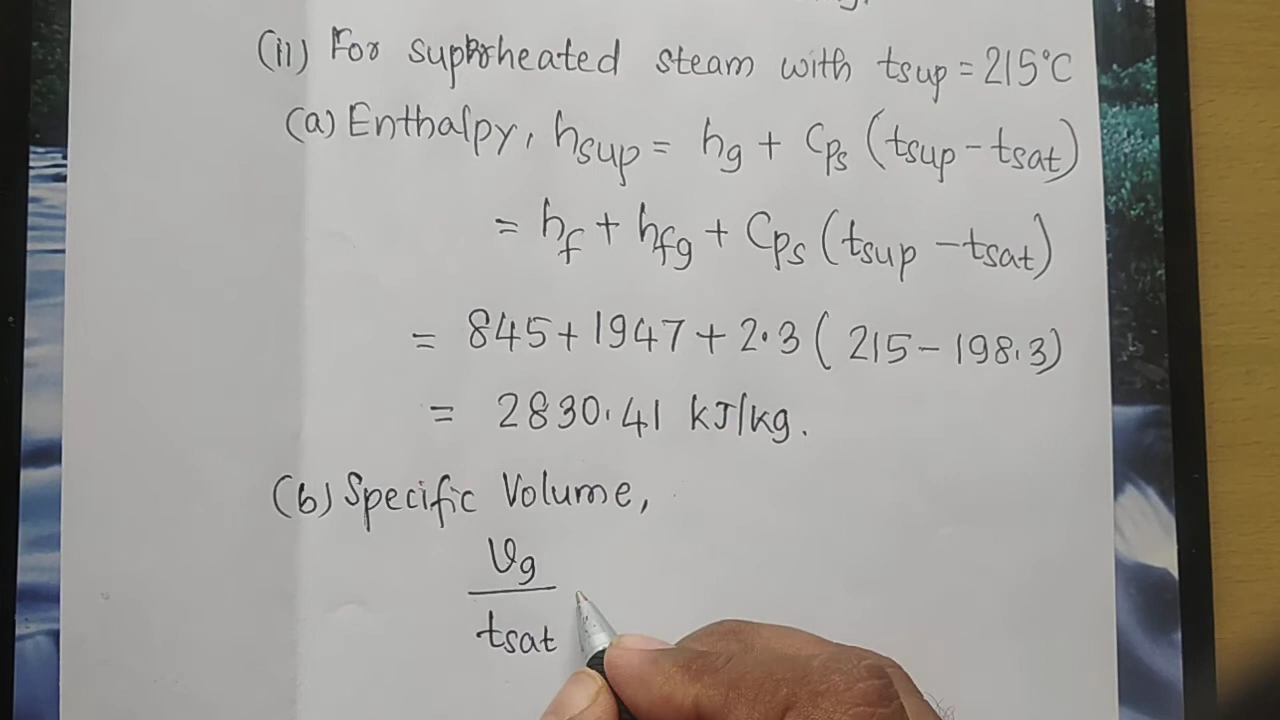 (ii) For superheated steam with tsup = 215°C
(a) Enthalpy, hsup = hg + Cps (tsup - tsat)
= hf + hfg + Cps (tsup - tsat)
= 845 + 1947 + 2.3 ( 215 - 198.3)
= 2830.41 kJ/kg.
(b) Specific Volume,
vg
tsat